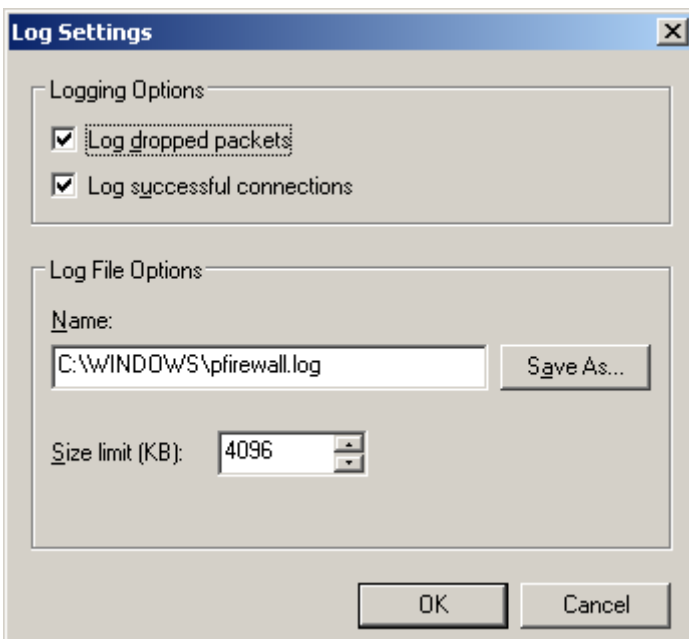 Log Settings
Logging Options
Log dropped packets
Log successful connections
Log File Options
Name:
C:\WINDOWS\pfirewall.log
Save As...
Size limit (KB):
4096
OK
Cancel